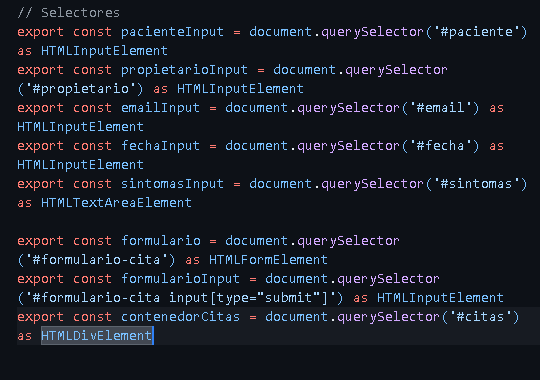 // Selectores
export const pacienteInput = document.querySelector('#paciente')
as HTMLInputElement
export const propietarioInput = document.querySelector
('#propietario') as HTMLInputElement
export const emailInput = document.querySelector('#email') as
HTMLInputElement
export const fechaInput = document.querySelector('#fecha') as
HTMLInputElement
export const sintomasInput = document.querySelector('#sintomas')
as HTMLTextAreaElement
export const formulario = document.querySelector
('#formulario-cita') as HTMLFormElement
export const formularioInput = document.querySelector
('#formulario-cita input[type="submit"]') as HTMLInputElement
export const contenedorCitas = document.querySelector('#citas')
as HTMLDivElement